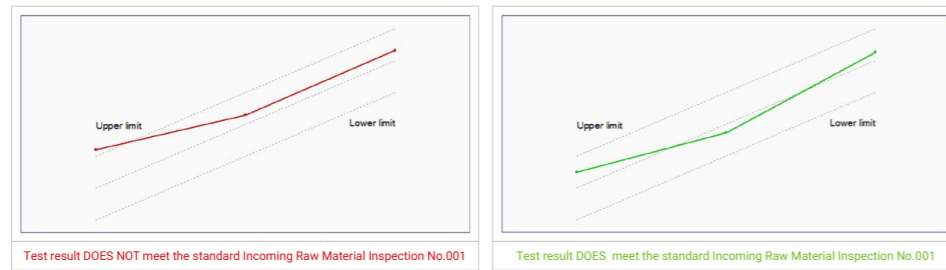 Upper limit
Lower limit
Test result DOES NOT meet the standard Incoming Raw Material Inspection No.001
Upper limit
Lower limit
Test result DOES meet the standard Incoming Raw Material Inspection No.001